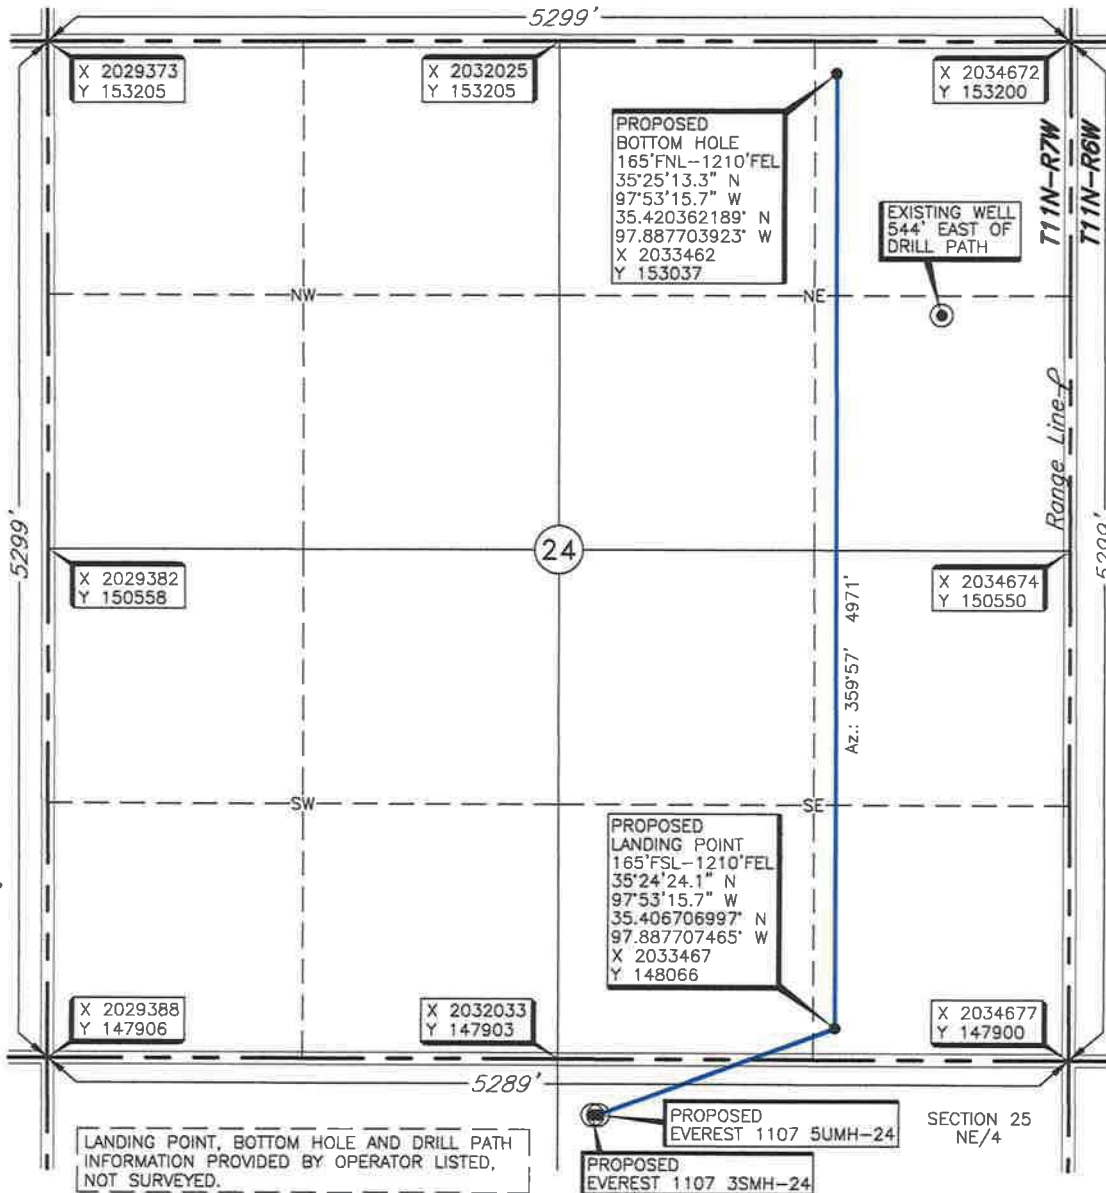 5299'
X 2029373
Y 153205
X 2032025
Y 153205
X 2034672
Y 153200
T11N-R7W
T11N-R6W
PROPOSED
BOTTOM HOLE
165'FNL-1210'FEL
35°25'13.3" N
97°53'15.7" W
35.420362189° N
97.887703923° W
X 2033462
Y 153037
EXISTING WELL
544' EAST OF
DRILL PATH
NW
NE
Range Line
5299'
24
5299'
X 2029382
Y 150558
X 2034674
Y 150550
Az.: 359°57' 4971'
SW
SE
PROPOSED
LANDING POINT
165'FSL-1210'FEL
35°24'24.1" N
97°53'15.7" W
35.406706997° N
97.887707465° W
X 2033467
Y 148066
X 2029388
Y 147906
X 2032033
Y 147903
X 2034677
Y 147900
5289'
PROPOSED
EVEREST 1107 5UMH-24
SECTION 25
NE/4
LANDING POINT, BOTTOM HOLE AND DRILL PATH
INFORMATION PROVIDED BY OPERATOR LISTED,
NOT SURVEYED.
PROPOSED
EVEREST 1107 3SMH-24